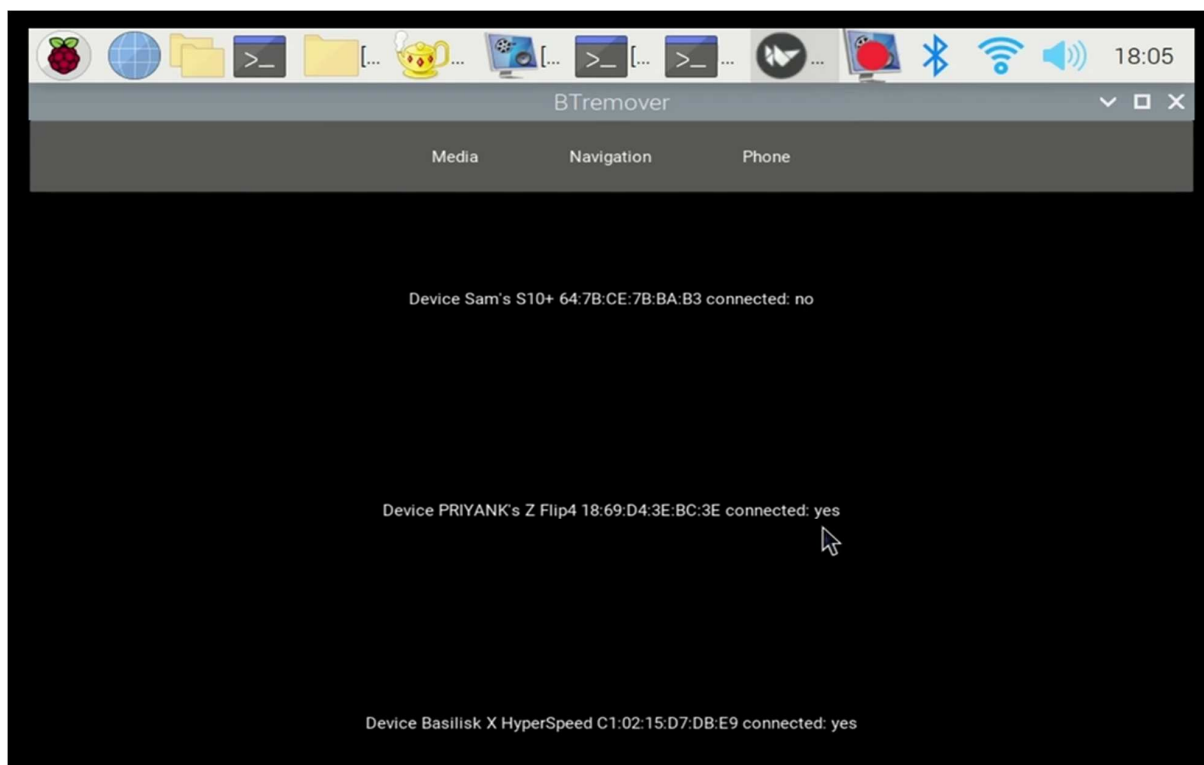 [... ... [... [... ... ... 18:05
BTremover
Media Navigation Phone
Device Sam's S10+ 64:7B:CE:7B:BA:B3 connected: no
Device PRIYANK's Z Flip4 18:69:D4:3E:BC:3E connected: yes
Device Basilisk X HyperSpeed C1:02:15:D7:DB:E9 connected: yes